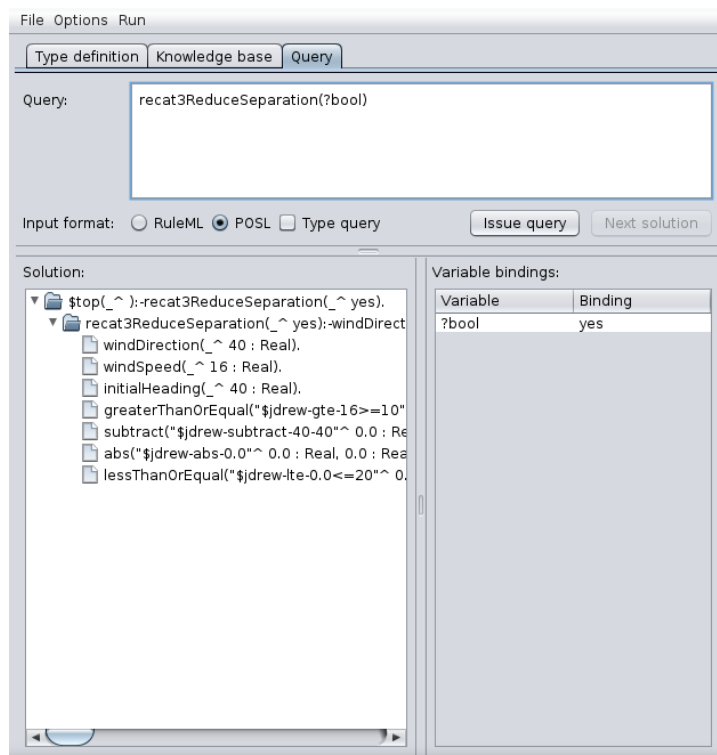 File Options Run
Type definition Knowledge base Query
Query: recat3ReduceSeparation(?bool)
Input format: RuleML POSL Type query Issue query Next solution
Solution:
$top(_^ ):-recat3ReduceSeparation(_^ yes).
recat3ReduceSeparation(_^ yes):-windDirect
windDirection(_^ 40 : Real).
windSpeed(_^ 16 : Real).
initialHeading(_^ 40 : Real).
greaterThanOrEqual("$jdrew-gte-16>=10"
subtract("$jdrew-subtract-40-40"^ 0.0 : Re
abs("$jdrew-abs-0.0"^ 0.0 : Real, 0.0 : Rea
lessThanOrEqual("$jdrew-lte-0.0<=20"^ 0.
Variable bindings:
Variable Binding
?bool yes